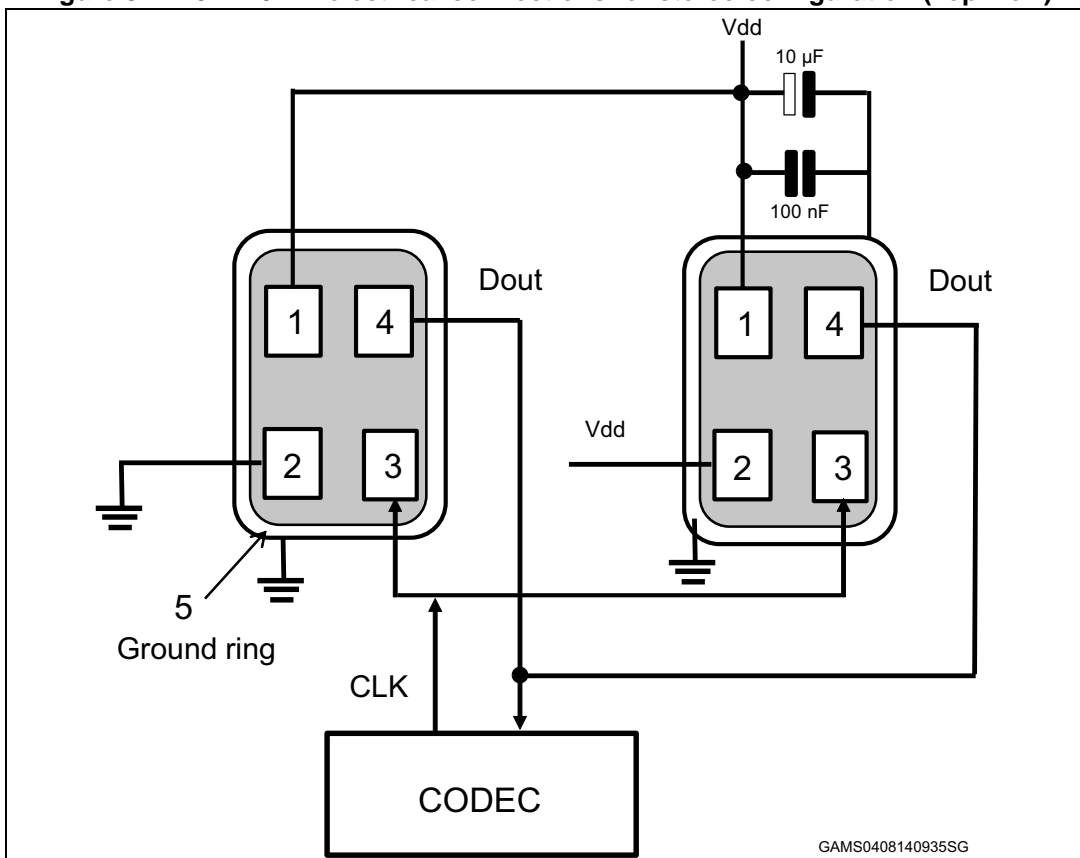 Vdd
10 µF
100 nF
Dout
Dout
1
4
1
4
Vdd
2
3
2
3
5
Ground ring
CLK
CODEC
GAMS0408140935SG